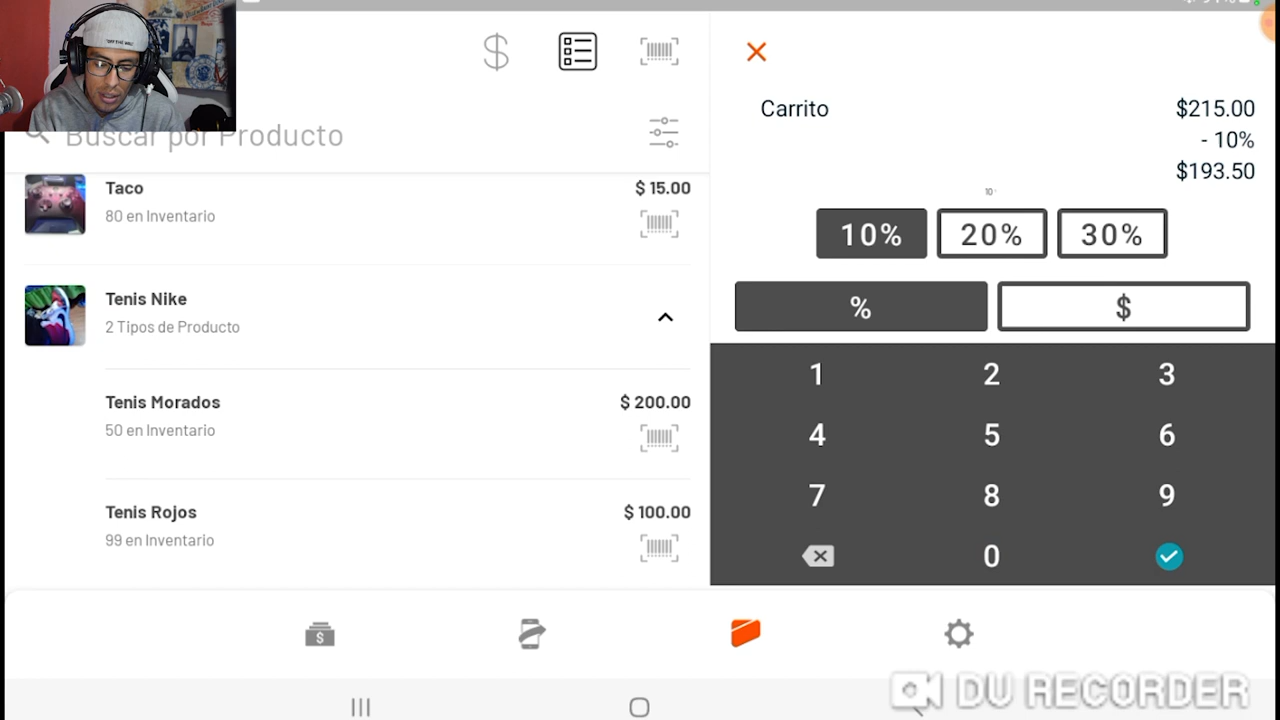 $
Buscar por Producto
Taco
$ 15.00
80 en Inventario
Tenis Nike
2 Tipos de Producto
Tenis Morados
$ 200.00
50 en Inventario
Tenis Rojos
$ 100.00
99 en Inventario
Carrito
$215.00
- 10%
$193.50
10
10%
20%
30%
%
$
1
2
3
4
5
6
7
8
9
0
DU RECORDER